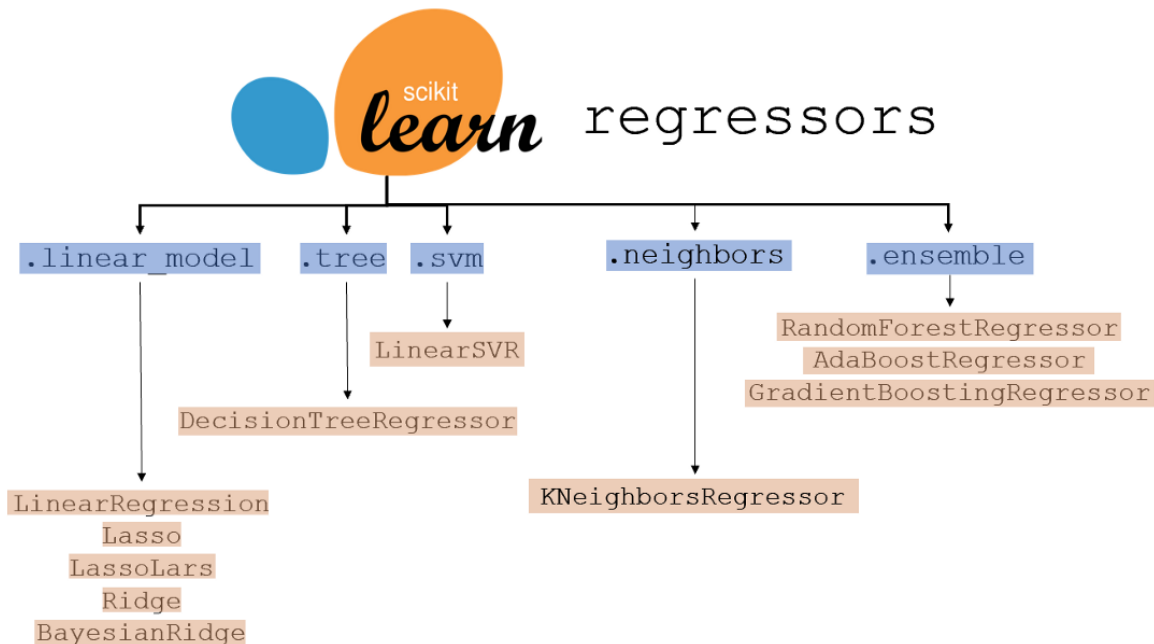 scikit
learn regressors
.linear_model .tree .svm .neighbors .ensemble
RandomForestRegressor
LinearSVR
AdaBoostRegressor
GradientBoostingRegressor
DecisionTreeRegressor
LinearRegression
KNeighborsRegressor
Lasso
LassoLars
Ridge
BayesianRidge